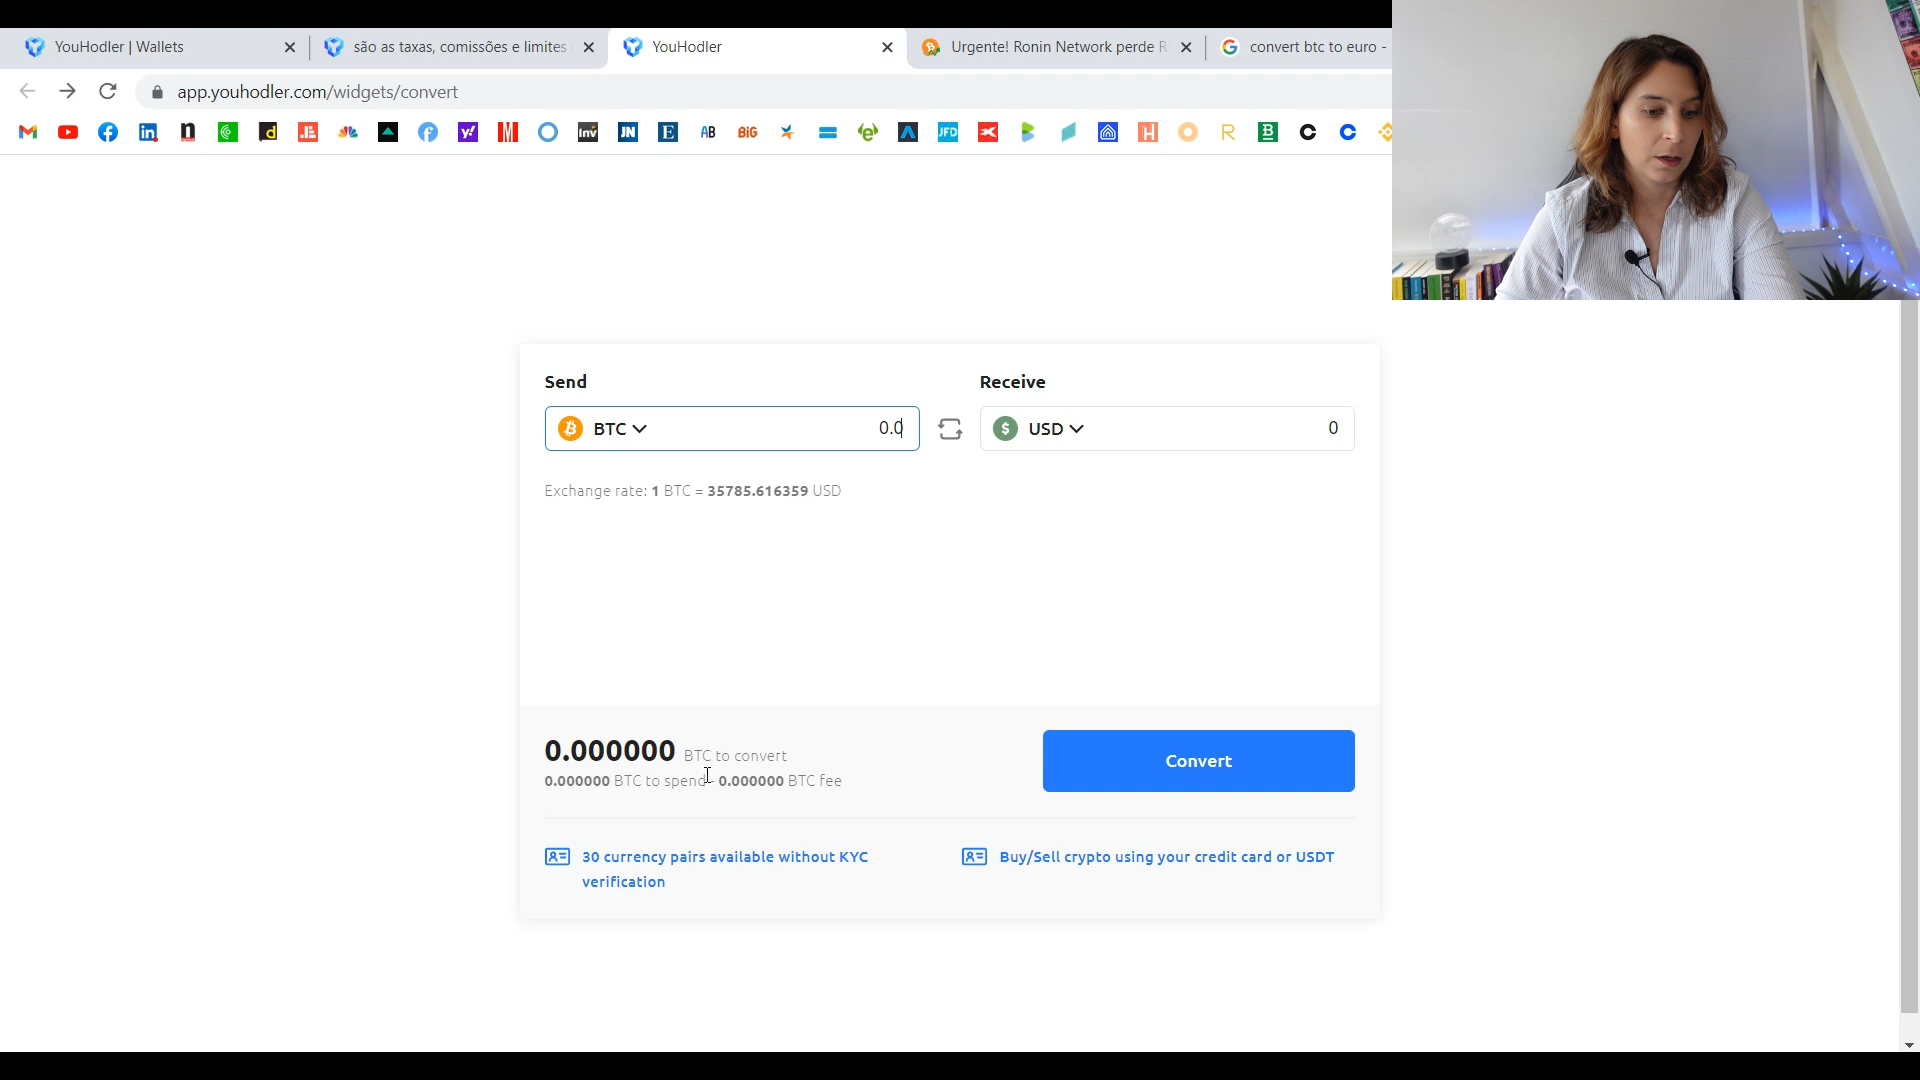 YouHodler | Wallets
são as taxas, comissões e limites
YouHodler
Urgente! Ronin Network perde R
convert btc to euro -
app.youhodler.com/widgets/convert
Send
Receive
BTC
0.0
USD
0
Exchange rate: 1 BTC = 35785.616359 USD
0.000000 BTC to convert
0.000000 BTC to spend - 0.000000 BTC fee
Convert
30 currency pairs available without KYC
verification
Buy/Sell crypto using your credit card or USDT